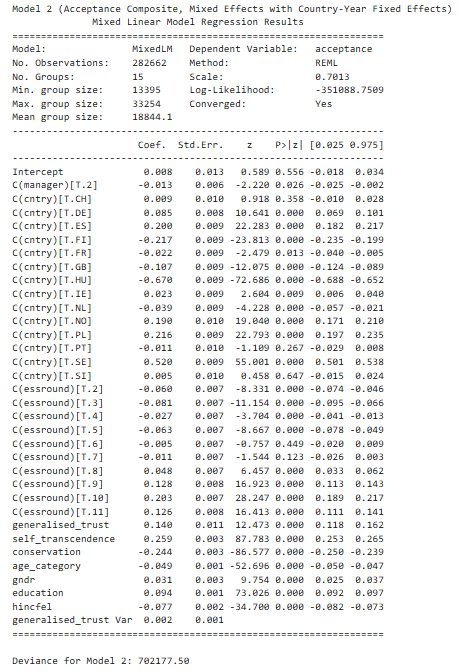 Model 2 (Acceptance Composite, Mixed Effects with Country-Year Fixed Effects)
Mixed Linear Model Regression Results
================================================================
Model: MixedLM Dependent Variable: acceptance
No. Observations: 282662 Method: REML
No. Groups: 15 Scale: 0.7013
Min. group size: 13395 Log-Likelihood: -351088.7509
Max. group size: 33254 Converged: Yes
Mean group size: 18844.1
----------------------------------------------------------------
Coef. Std.Err. z P>|z| [0.025 0.975]
----------------------------------------------------------------
Intercept 0.008 0.013 0.589 0.556 -0.018 0.034
C(manager)[T.2] -0.013 0.006 -2.220 0.026 -0.025 -0.002
C(cntry)[T.CH] 0.009 0.010 0.918 0.358 -0.010 0.028
C(cntry)[T.DE] 0.085 0.008 10.641 0.000 0.069 0.101
C(cntry)[T.ES] 0.200 0.009 22.283 0.000 0.182 0.217
C(cntry)[T.FI] -0.217 0.009 -23.813 0.000 -0.235 -0.199
C(cntry)[T.FR] -0.022 0.009 -2.479 0.013 -0.040 -0.005
C(cntry)[T.GB] -0.107 0.009 -12.075 0.000 -0.124 -0.089
C(cntry)[T.HU] -0.670 0.009 -72.686 0.000 -0.688 -0.652
C(cntry)[T.IE] 0.023 0.009 2.604 0.009 0.006 0.040
C(cntry)[T.NL] -0.039 0.009 -4.228 0.000 -0.057 -0.021
C(cntry)[T.NO] 0.190 0.010 19.040 0.000 0.171 0.210
C(cntry)[T.PL] 0.216 0.009 22.793 0.000 0.197 0.235
C(cntry)[T.PT] -0.011 0.010 -1.109 0.267 -0.029 0.008
C(cntry)[T.SE] 0.520 0.009 55.001 0.000 0.501 0.538
C(cntry)[T.SI] 0.005 0.010 0.458 0.647 -0.015 0.024
C(essround)[T.2] -0.060 0.007 -8.331 0.000 -0.074 -0.046
C(essround)[T.3] -0.081 0.007 -11.154 0.000 -0.095 -0.066
C(essround)[T.4] -0.027 0.007 -3.704 0.000 -0.041 -0.013
C(essround)[T.5] -0.063 0.007 -8.667 0.000 -0.078 -0.049
C(essround)[T.6] -0.005 0.007 -0.757 0.449 -0.020 0.009
C(essround)[T.7] -0.011 0.007 -1.544 0.123 -0.026 0.003
C(essround)[T.8] 0.048 0.007 6.457 0.000 0.033 0.062
C(essround)[T.9] 0.128 0.008 16.923 0.000 0.113 0.143
C(essround)[T.10] 0.203 0.007 28.247 0.000 0.189 0.217
C(essround)[T.11] 0.126 0.008 16.413 0.000 0.111 0.141
generalised_trust 0.140 0.011 12.473 0.000 0.118 0.162
self_transcendence 0.259 0.003 87.783 0.000 0.253 0.265
conservation -0.244 0.003 -86.577 0.000 -0.250 -0.239
age_category -0.049 0.001 -52.696 0.000 -0.050 -0.047
gndr 0.031 0.003 9.754 0.000 0.025 0.037
education 0.094 0.001 73.026 0.000 0.092 0.097
hincfel -0.077 0.002 -34.700 0.000 -0.082 -0.073
generalised_trust Var 0.002 0.001
================================================================
Deviance for Model 2: 702177.50